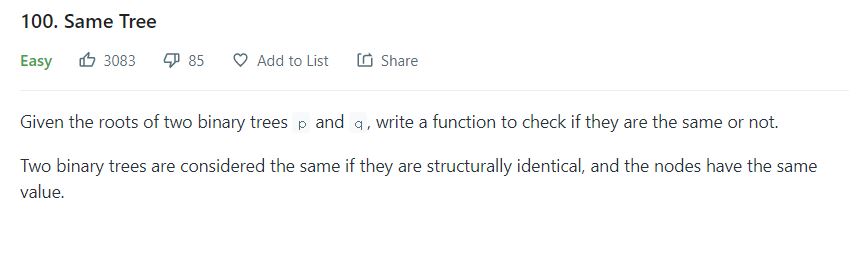 100. Same Tree
Easy 3083 85 Add to List Share
Given the roots of two binary trees p and q, write a function to check if they are the same or not.
Two binary trees are considered the same if they are structurally identical, and the nodes have the same
value.